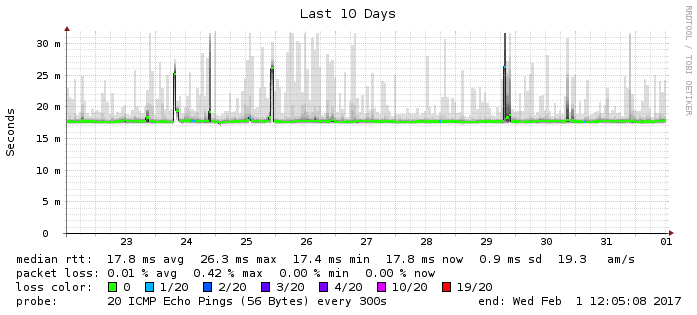 Last 10 Days
RRDTOOL / TOBI OETIKER
Seconds
30 m
25 m
20 m
15 m
10 m
5 m
0
23 24 25 26 27 28 29 30 31 01
median rtt: 17.8 ms avg 26.3 ms max 17.4 ms min 17.8 ms now 0.9 ms sd 19.3 am/s
packet loss: 0.01 % avg 0.42 % max 0.00 % min 0.00 % now
loss color: 0 1/20 2/20 3/20 4/20 10/20 19/20
probe: 20 ICMP Echo Pings (56 Bytes) every 300s end: Wed Feb 1 12:05:08 2017